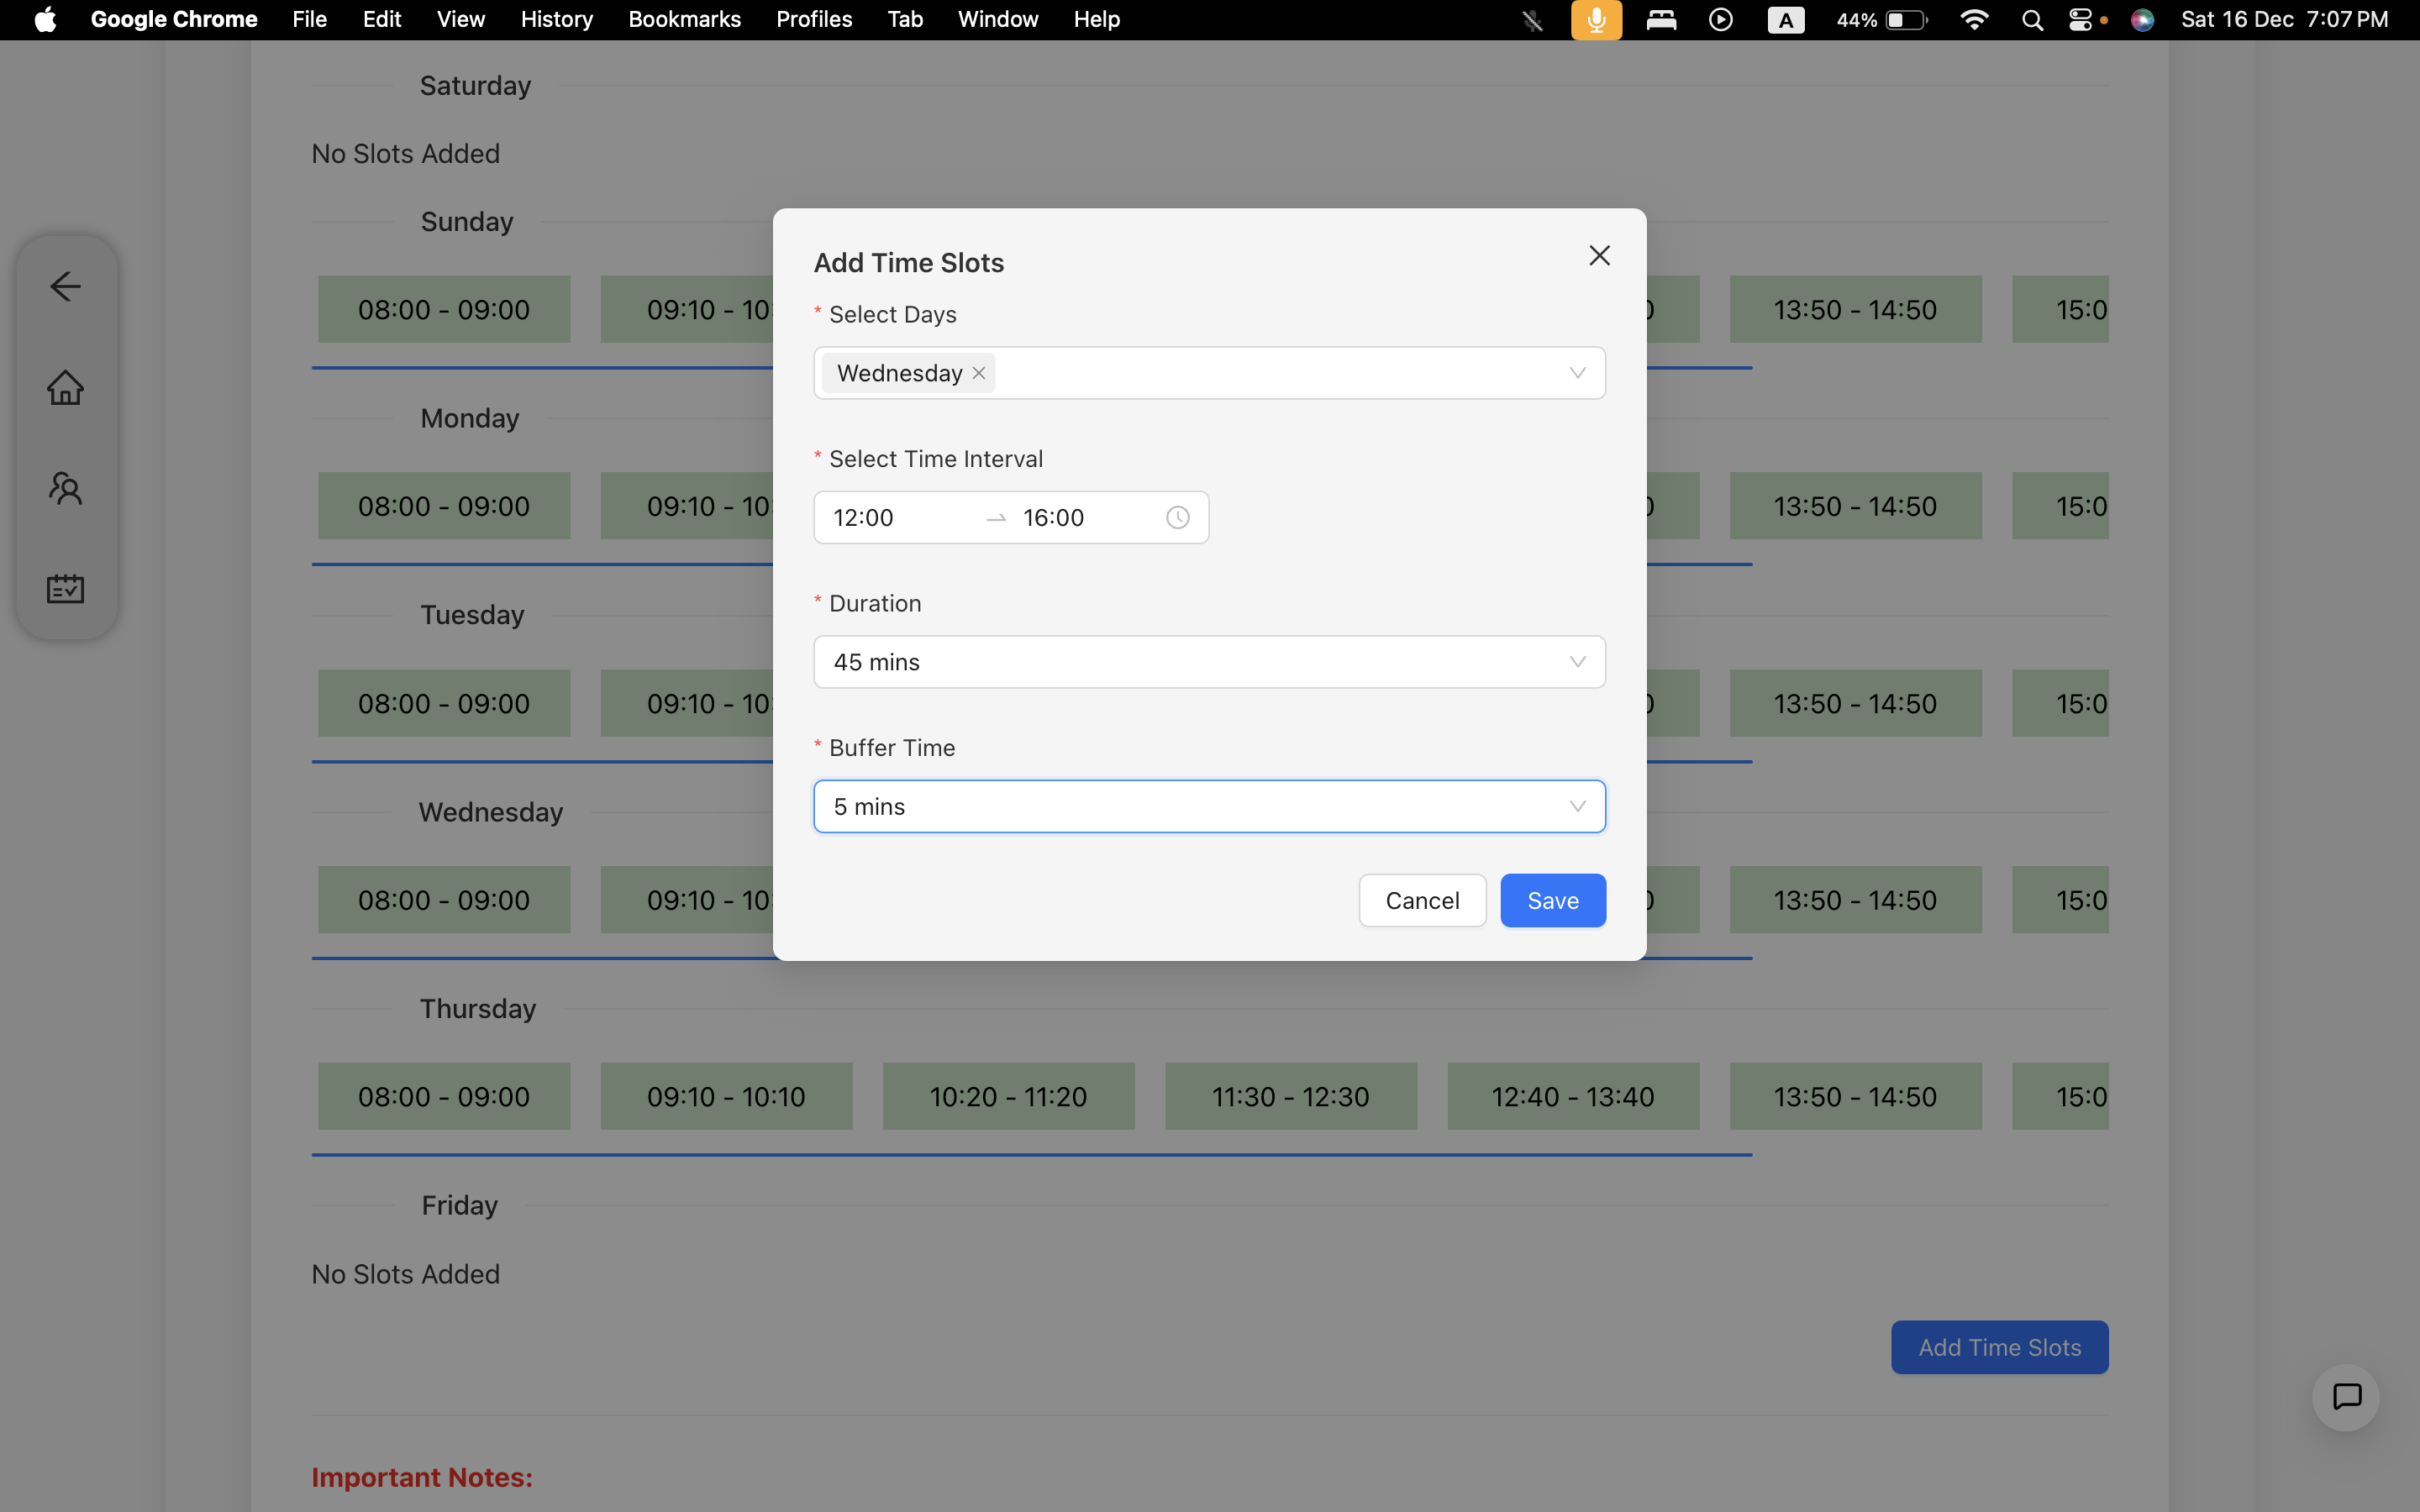 Google Chrome File Edit View History Bookmarks Profiles Tab Window Help A 44% Sat 16 Dec 7:07 PM
Saturday
No Slots Added
Sunday
08:00 - 09:00 09:10 - 10: 0 13:50 - 14:50 15:0
Monday
08:00 - 09:00 09:10 - 10: 0 13:50 - 14:50 15:0
Tuesday
08:00 - 09:00 09:10 - 10: 0 13:50 - 14:50 15:0
Wednesday
08:00 - 09:00 09:10 - 10: 0 13:50 - 14:50 15:0
Thursday
08:00 - 09:00 09:10 - 10:10 10:20 - 11:20 11:30 - 12:30 12:40 - 13:40 13:50 - 14:50 15:0
Friday
No Slots Added
Add Time Slots
Important Notes:
Add Time Slots
* Select Days
Wednesday
* Select Time Interval
12:00 16:00
* Duration
45 mins
* Buffer Time
5 mins
Cancel Save